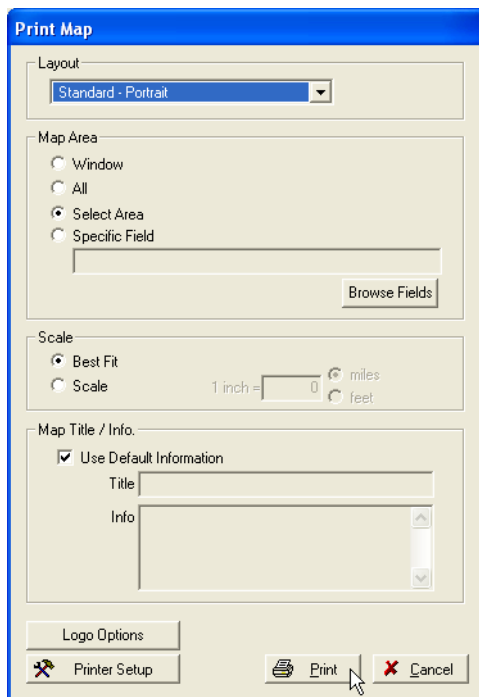 Print Map
Layout
Standard - Portrait
Map Area
Window
All
Select Area
Specific Field
Browse Fields
Scale
Best Fit
Scale
1 inch =
0
miles
feet
Map Title / Info.
Use Default Information
Title
Info
Logo Options
Printer Setup
Print
Cancel